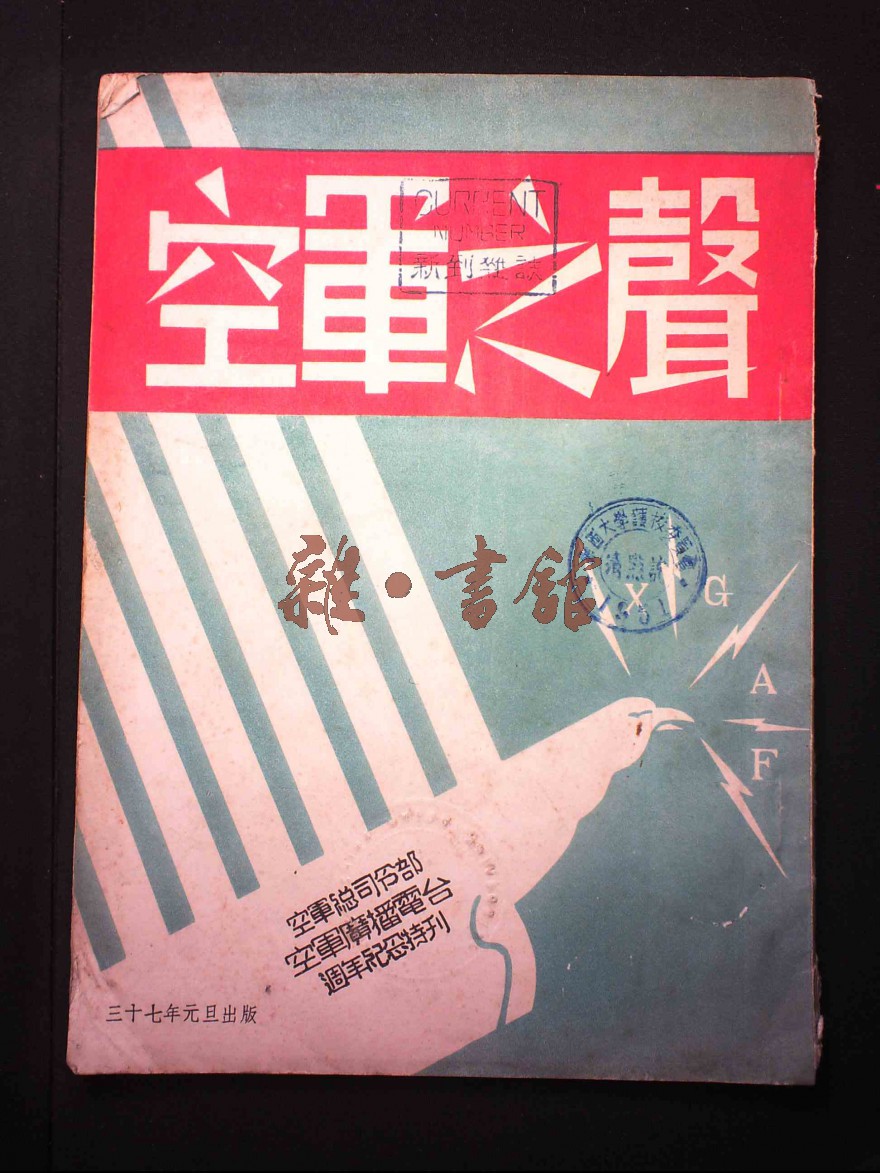 空軍之聲
CURRENT
NUMBER
新到雜誌
X
G
A
F
雜·書館
1951
空軍總司令部
空軍廣播電台
週年紀念特刊
三十七年元旦出版